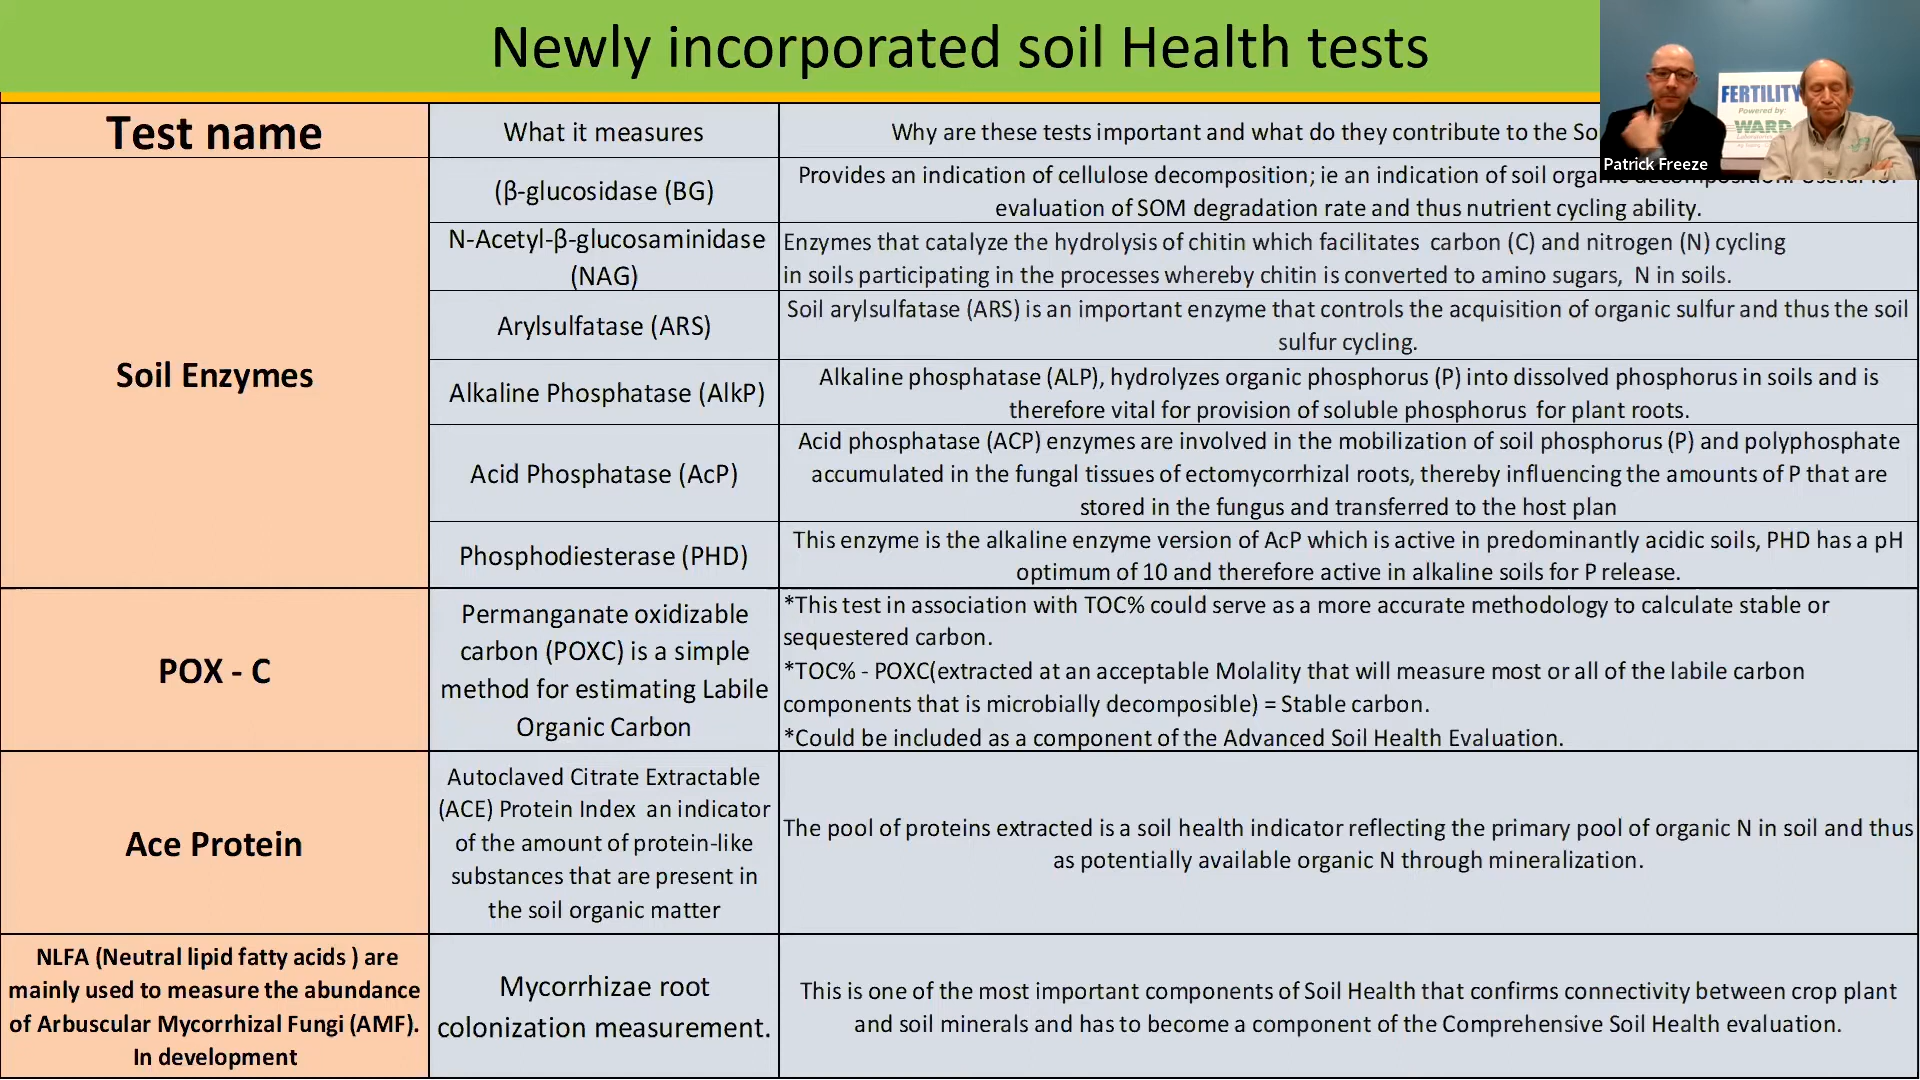 Newly incorporated soil Health tests
FERTILITY
Powered by:
WARD
Patrick Freeze
Test name
What it measures
Why are these tests important and what do they contribute to the
Soil Enzymes
(β-glucosidase (BG)
Provides an indication of cellulose decomposition; ie an indication of soil organic decomposition. Useful for
evaluation of SOM degradation rate and thus nutrient cycling ability.
N-Acetyl-β-glucosaminidase
(NAG)
Enzymes that catalyze the hydrolysis of chitin which facilitates carbon (C) and nitrogen (N) cycling
in soils participating in the processes whereby chitin is converted to amino sugars, N in soils.
Arylsulfatase (ARS)
Soil arylsulfatase (ARS) is an important enzyme that controls the acquisition of organic sulfur and thus the soil
sulfur cycling.
Alkaline Phosphatase (AlkP)
Alkaline phosphatase (ALP), hydrolyzes organic phosphorus (P) into dissolved phosphorus in soils and is
therefore vital for provision of soluble phosphorus for plant roots.
Acid Phosphatase (AcP)
Acid phosphatase (ACP) enzymes are involved in the mobilization of soil phosphorus (P) and polyphosphate
accumulated in the fungal tissues of ectomycorrhizal roots, thereby influencing the amounts of P that are
stored in the fungus and transferred to the host plan
Phosphodiesterase (PHD)
This enzyme is the alkaline enzyme version of AcP which is active in predominantly acidic soils, PHD has a pH
optimum of 10 and therefore active in alkaline soils for P release.
POX - C
Permanganate oxidizable
carbon (POXC) is a simple
method for estimating Labile
Organic Carbon
*This test in association with TOC% could serve as a more accurate methodology to calculate stable or
sequestered carbon.
*TOC% - POXC(extracted at an acceptable Molality that will measure most or all of the labile carbon
components that is microbially decomposible) = Stable carbon.
*Could be included as a component of the Advanced Soil Health Evaluation.
Ace Protein
Autoclaved Citrate Extractable
(ACE) Protein Index an indicator
of the amount of protein-like
substances that are present in
the soil organic matter
The pool of proteins extracted is a soil health indicator reflecting the primary pool of organic N in soil and thus
as potentially available organic N through mineralization.
NLFA (Neutral lipid fatty acids ) are
mainly used to measure the abundance
of Arbuscular Mycorrhizal Fungi (AMF).
In development
Mycorrhizae root
colonization measurement.
This is one of the most important components of Soil Health that confirms connectivity between crop plant
and soil minerals and has to become a component of the Comprehensive Soil Health evaluation.